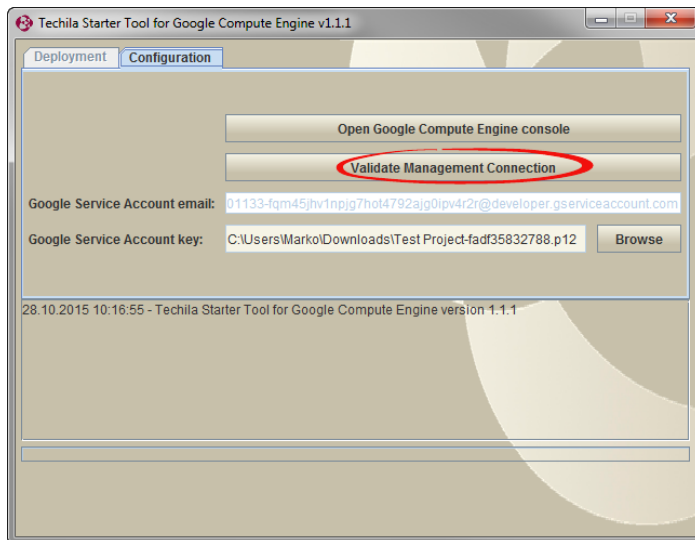 Techila Starter Tool for Google Compute Engine v1.1.1
Deployment Configuration
Open Google Compute Engine console
Validate Management Connection
Google Service Account email: 01133-fqm45jhv1npjg7hot4792ajg0ipv4r2r@developer.gserviceaccount.com
Google Service Account key: C:\Users\Marko\Downloads\Test Project-fadf35832788.p12 Browse
28.10.2015 10:16:55 - Techila Starter Tool for Google Compute Engine version 1.1.1